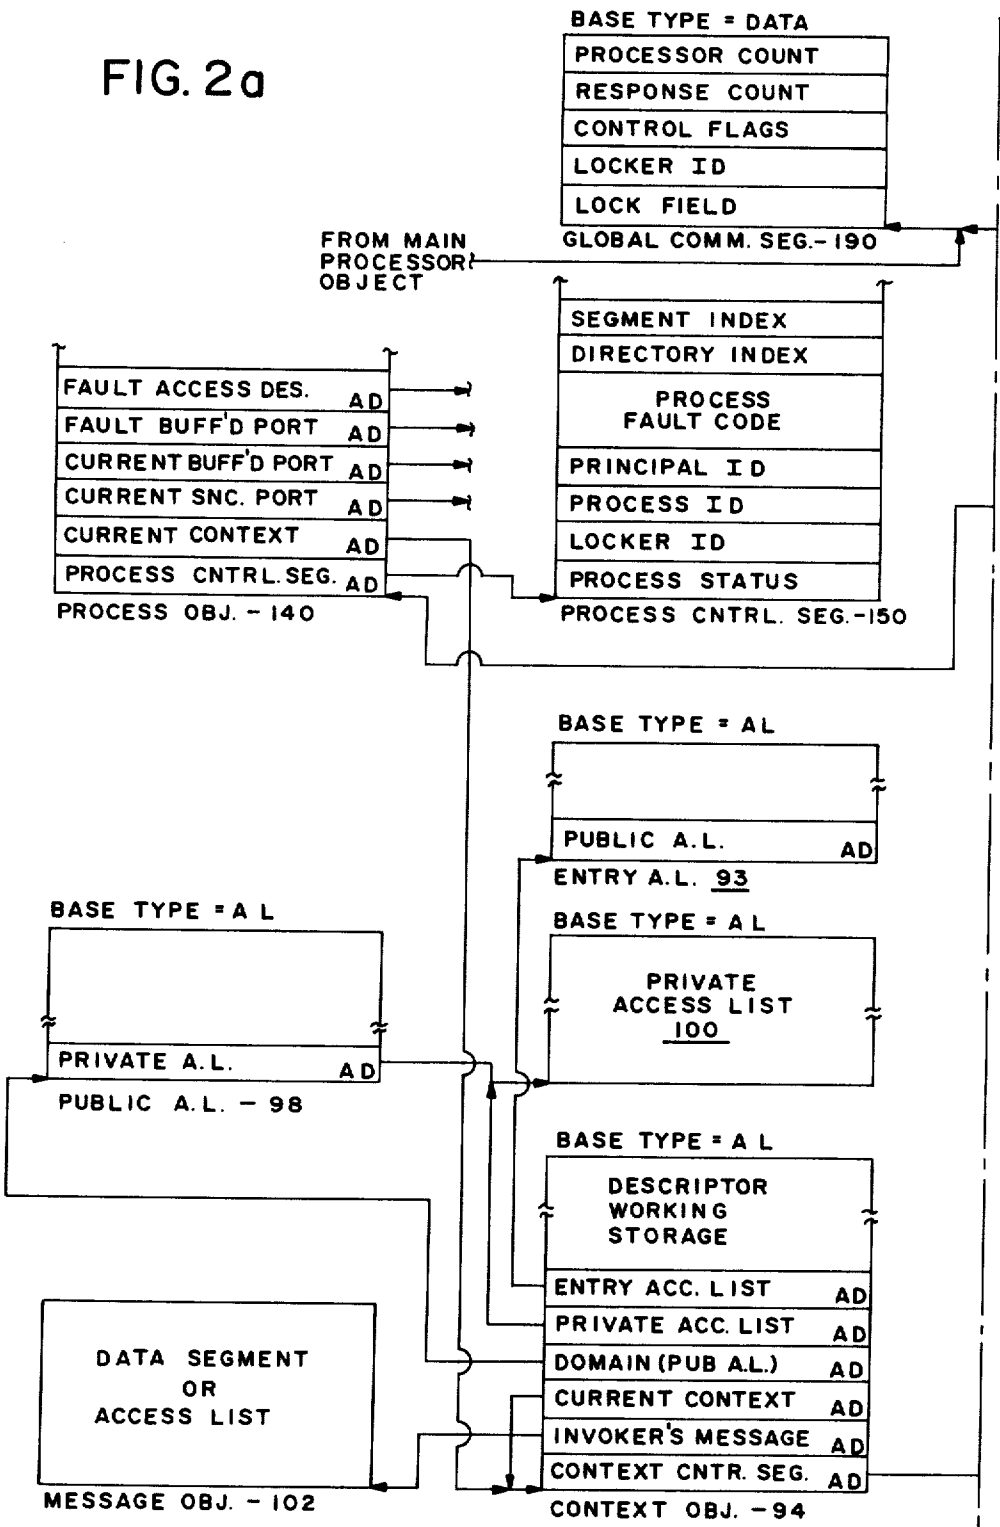 FIG. 2a
BASE TYPE = DATA
PROCESSOR COUNT
RESPONSE COUNT
CONTROL FLAGS
LOCKER ID
LOCK FIELD
GLOBAL COMM. SEG.-190
FROM MAIN
PROCESSOR
OBJECT
SEGMENT INDEX
DIRECTORY INDEX
PROCESS
FAULT CODE
PRINCIPAL ID
PROCESS ID
LOCKER ID
PROCESS STATUS
PROCESS CNTRL. SEG.-150
FAULT ACCESS DES. AD
FAULT BUFF'D PORT AD
CURRENT BUFF'D PORT AD
CURRENT SNC. PORT AD
CURRENT CONTEXT AD
PROCESS CNTRL. SEG. AD
PROCESS OBJ. - 140
BASE TYPE = AL
PUBLIC A.L. AD
ENTRY A.L. 93
BASE TYPE = AL
PRIVATE
ACCESS LIST
100
BASE TYPE = AL
PRIVATE A.L. AD
PUBLIC A.L. - 98
BASE TYPE = AL
DESCRIPTOR
WORKING
STORAGE
ENTRY ACC. LIST AD
PRIVATE ACC. LIST AD
DOMAIN (PUB A.L.) AD
CURRENT CONTEXT AD
INVOKER'S MESSAGE AD
CONTEXT CNTR. SEG. AD
CONTEXT OBJ. -94
DATA SEGMENT
OR
ACCESS LIST
MESSAGE OBJ. - 102